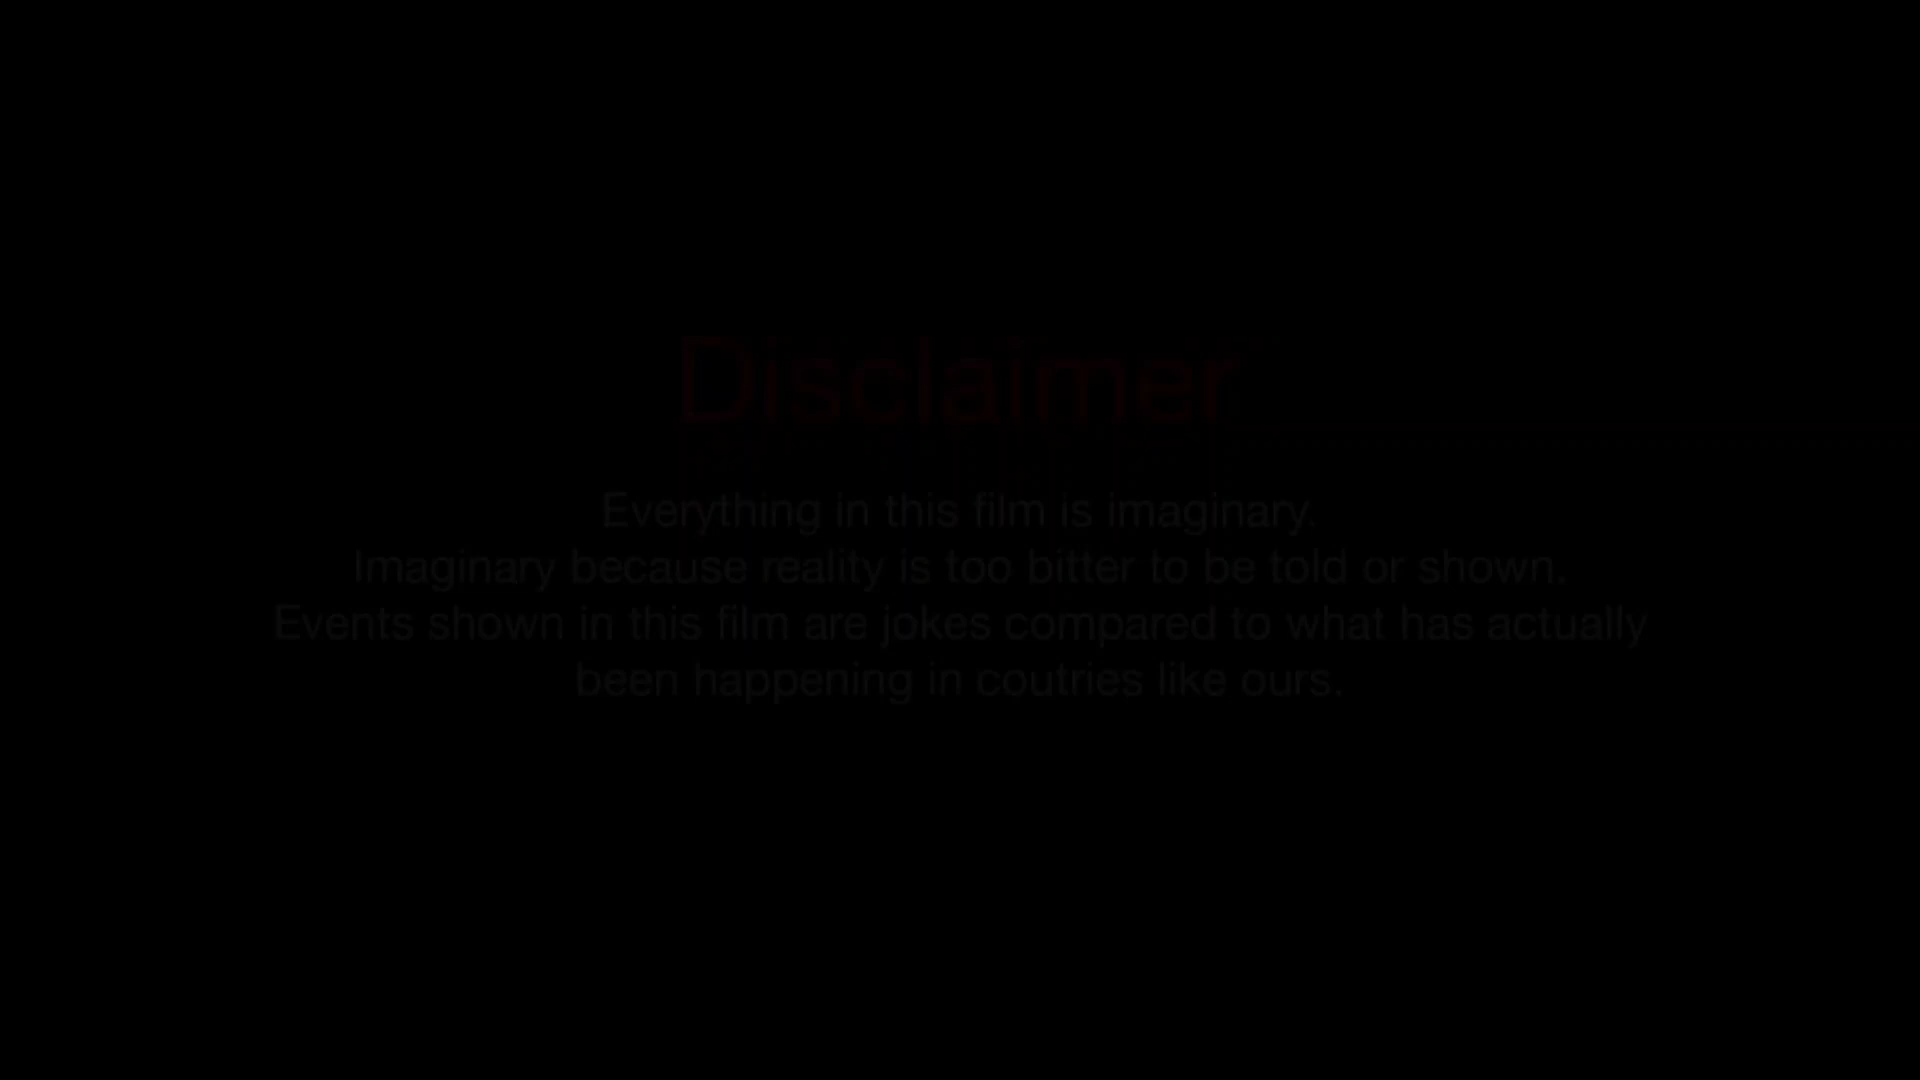 Disclaimer
Everything in this film is imaginary.
Imaginary because reality is too bitter to be told or shown.
Events shown in this film are jokes compared to what has actually
been happening in coutries like ours.